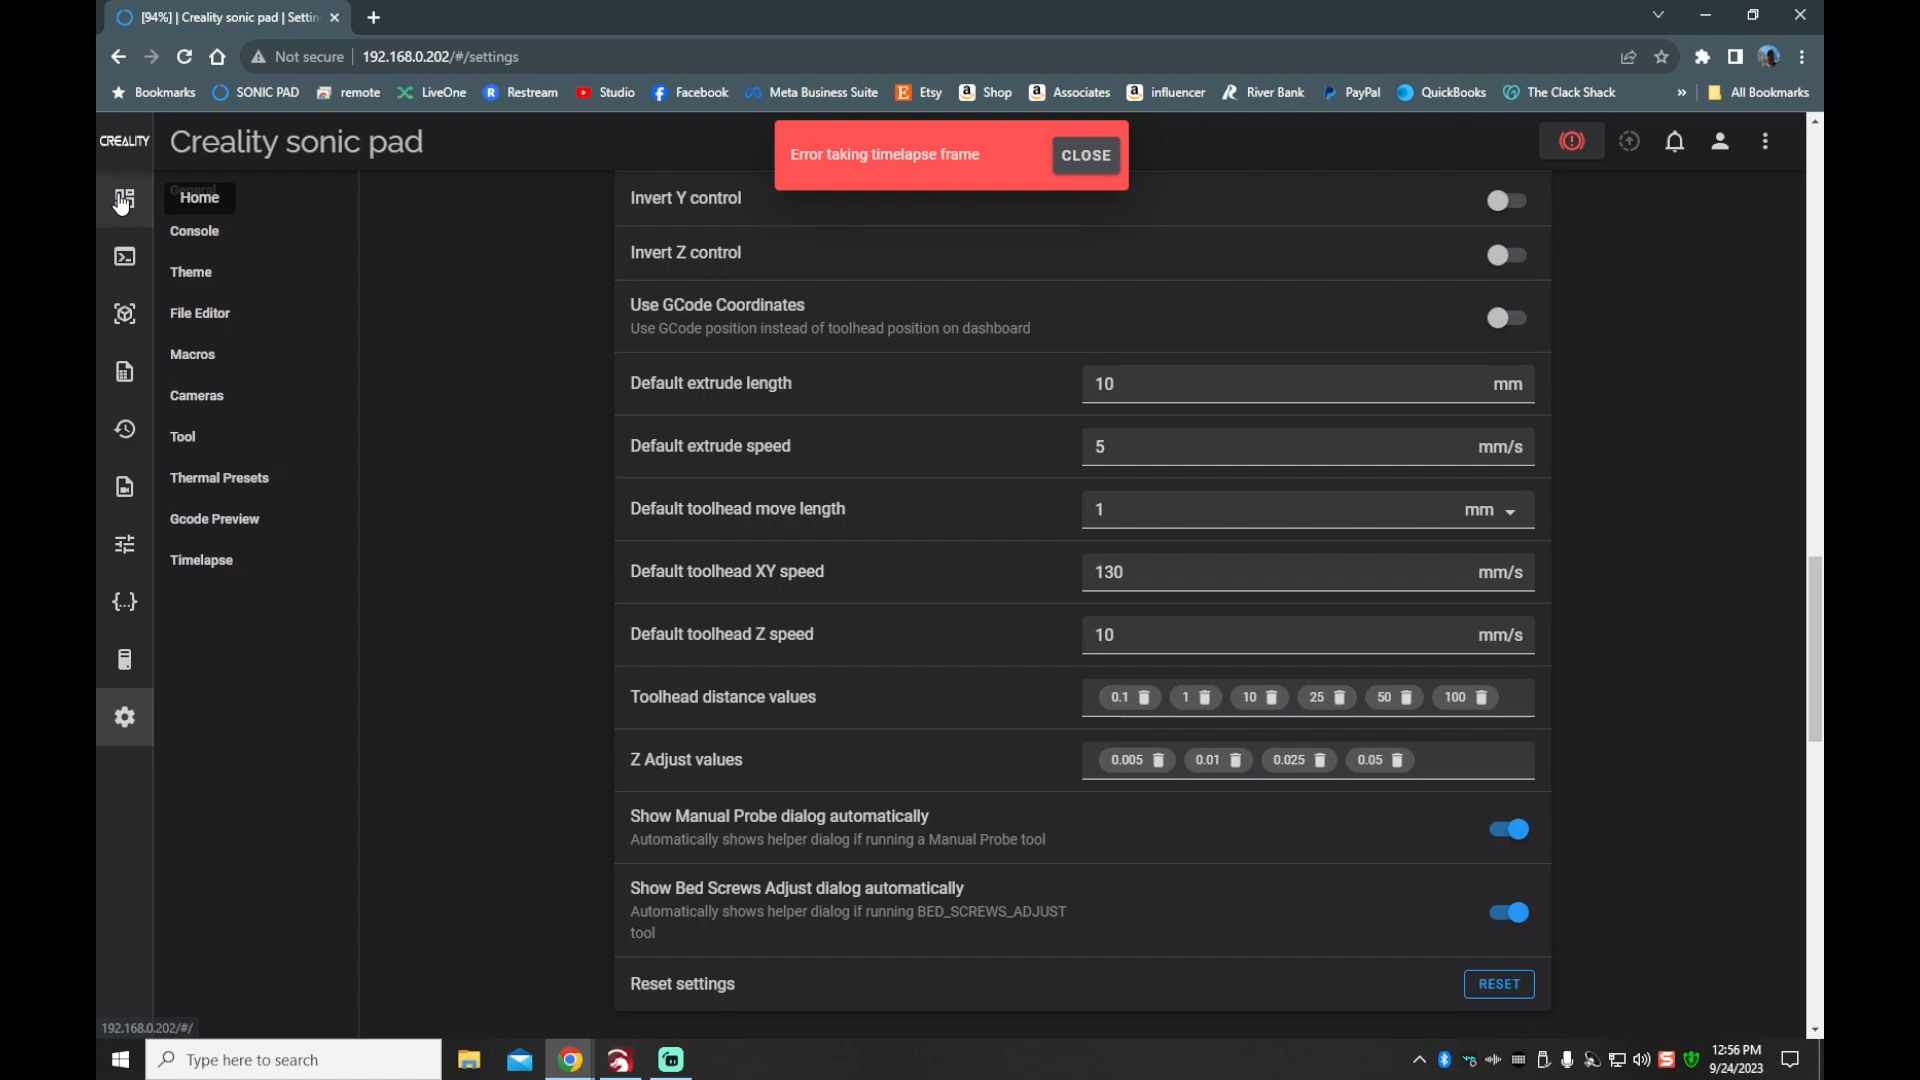 [94%] | Creality sonic pad | Settin
Not secure
192.168.0.202/#/settings
Bookmarks
SONIC PAD
remote
LiveOne
Restream
Studio
Facebook
Meta Business Suite
Etsy
Shop
Associates
influencer
River Bank
PayPal
QuickBooks
The Clack Shack
»
All Bookmarks
CREALITY
Creality sonic pad
Error taking timelapse frame
CLOSE
General
Home
Console
Theme
File Editor
Macros
Cameras
Tool
Thermal Presets
Gcode Preview
Timelapse
Invert Y control
Invert Z control
Use GCode Coordinates
Use GCode position instead of toolhead position on dashboard
Default extrude length
10 mm
Default extrude speed
5 mm/s
Default toolhead move length
1 mm
Default toolhead XY speed
130 mm/s
Default toolhead Z speed
10 mm/s
Toolhead distance values
0.1 1 10 25 50 100
Z Adjust values
0.005 0.01 0.025 0.05
Show Manual Probe dialog automatically
Automatically shows helper dialog if running a Manual Probe tool
Show Bed Screws Adjust dialog automatically
Automatically shows helper dialog if running BED_SCREWS_ADJUST
tool
Reset settings
RESET
192.168.0.202/#/
Type here to search
12:56 PM
9/24/2023